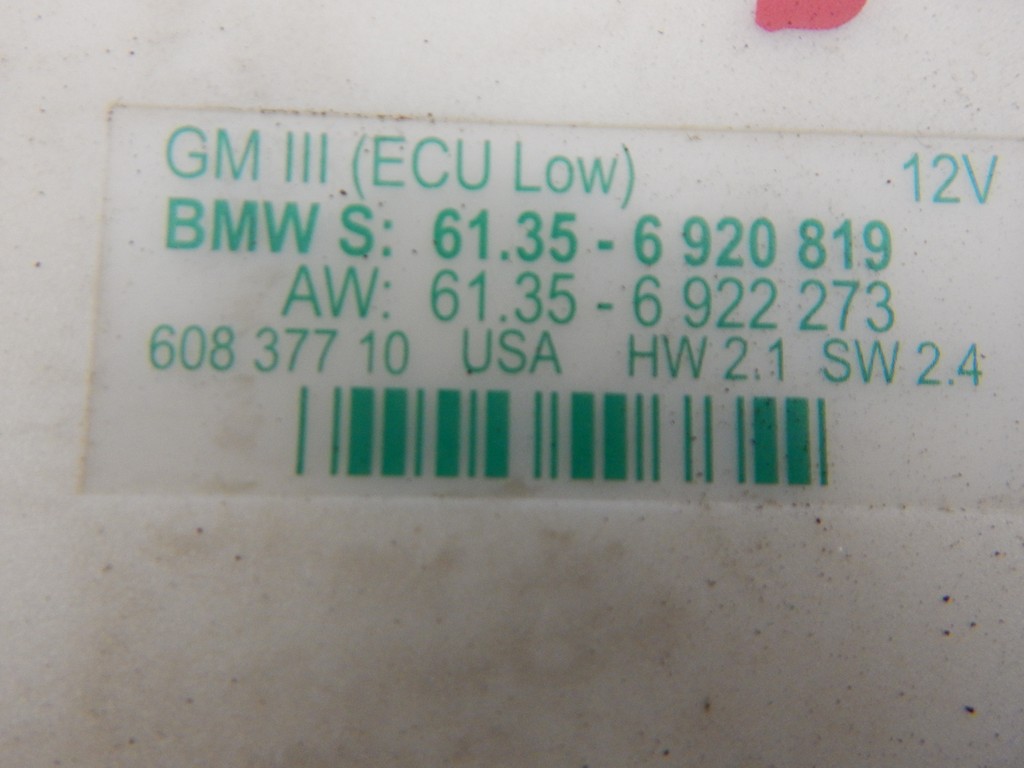 GM III (ECU Low) 12V
BMW S: 61.35 - 6 920 819
AW: 61.35 - 6 922 273
608 377 10 USA HW 2.1 SW 2.4